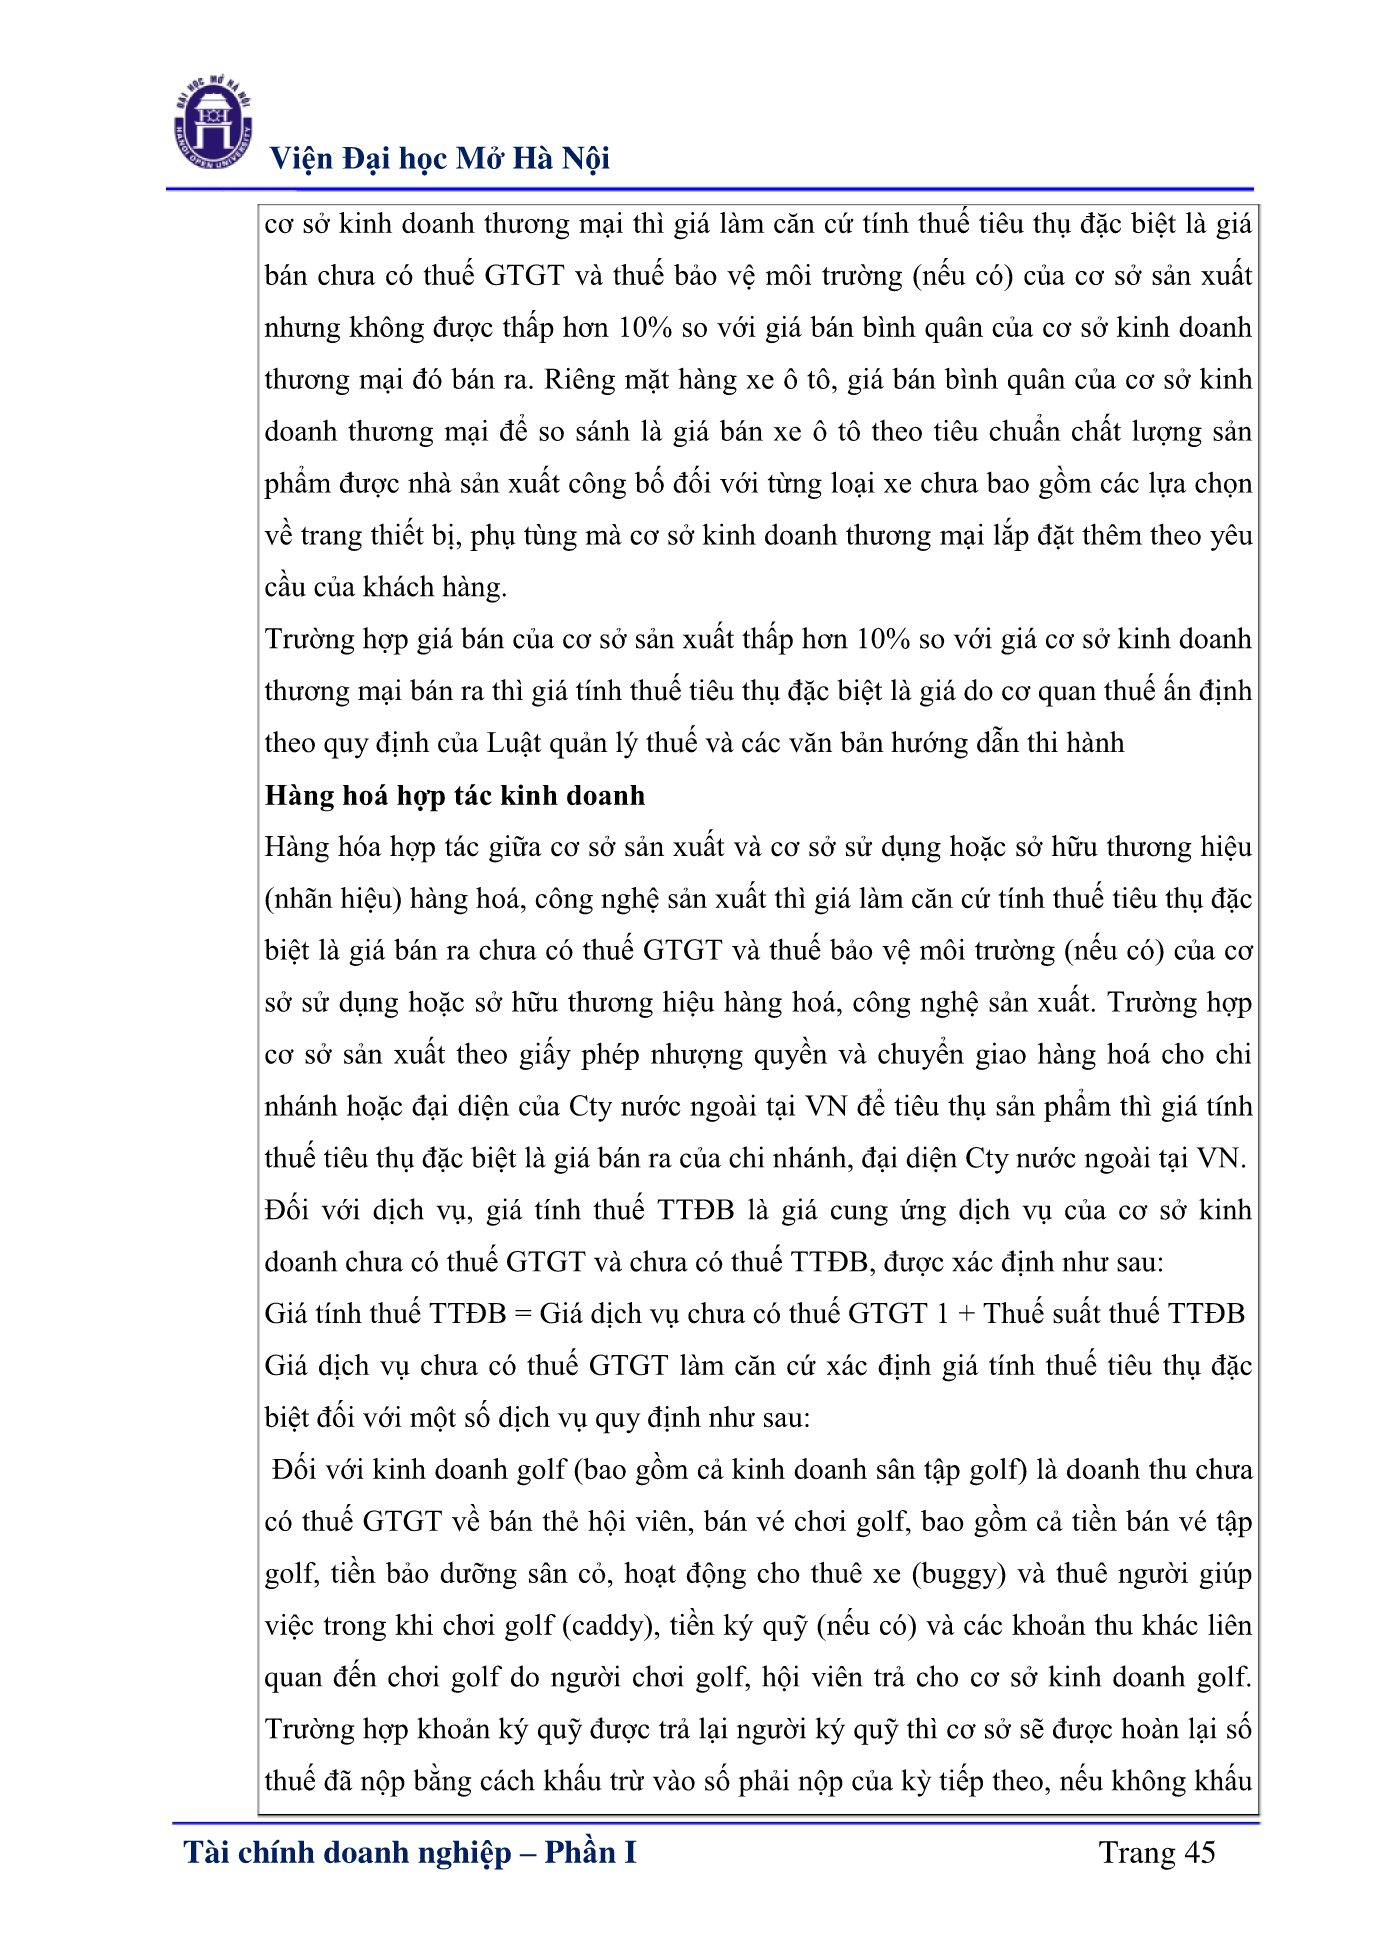 ĐẠI HỌC MỞ HÀ NỘI
HANOI OPEN UNIVERSITY
Viện Đại học Mở Hà Nội
cơ sở kinh doanh thương mại thì giá làm căn cứ tính thuế tiêu thụ đặc biệt là giá
bán chưa có thuế GTGT và thuế bảo vệ môi trường (nếu có) của cơ sở sản xuất
nhưng không được thấp hơn 10% so với giá bán bình quân của cơ sở kinh doanh
thương mại đó bán ra. Riêng mặt hàng xe ô tô, giá bán bình quân của cơ sở kinh
doanh thương mại để so sánh là giá bán xe ô tô theo tiêu chuẩn chất lượng sản
phẩm được nhà sản xuất công bố đối với từng loại xe chưa bao gồm các lựa chọn
về trang thiết bị, phụ tùng mà cơ sở kinh doanh thương mại lắp đặt thêm theo yêu
cầu của khách hàng.
Trường hợp giá bán của cơ sở sản xuất thấp hơn 10% so với giá cơ sở kinh doanh
thương mại bán ra thì giá tính thuế tiêu thụ đặc biệt là giá do cơ quan thuế ấn định
theo quy định của Luật quản lý thuế và các văn bản hướng dẫn thi hành
Hàng hoá hợp tác kinh doanh
Hàng hóa hợp tác giữa cơ sở sản xuất và cơ sở sử dụng hoặc sở hữu thương hiệu
(nhãn hiệu) hàng hoá, công nghệ sản xuất thì giá làm căn cứ tính thuế tiêu thụ đặc
biệt là giá bán ra chưa có thuế GTGT và thuế bảo vệ môi trường (nếu có) của cơ
sở sử dụng hoặc sở hữu thương hiệu hàng hoá, công nghệ sản xuất. Trường hợp
cơ sở sản xuất theo giấy phép nhượng quyền và chuyển giao hàng hoá cho chi
nhánh hoặc đại diện của Cty nước ngoài tại VN để tiêu thụ sản phẩm thì giá tính
thuế tiêu thụ đặc biệt là giá bán ra của chi nhánh, đại diện Cty nước ngoài tại VN.
Đối với dịch vụ, giá tính thuế TTĐB là giá cung ứng dịch vụ của cơ sở kinh
doanh chưa có thuế GTGT và chưa có thuế TTĐB, được xác định như sau:
Giá tính thuế TTĐB = Giá dịch vụ chưa có thuế GTGT 1 + Thuế suất thuế TTĐB
Giá dịch vụ chưa có thuế GTGT làm căn cứ xác định giá tính thuế tiêu thụ đặc
biệt đối với một số dịch vụ quy định như sau:
Đối với kinh doanh golf (bao gồm cả kinh doanh sân tập golf) là doanh thu chưa
có thuế GTGT về bán thẻ hội viên, bán vé chơi golf, bao gồm cả tiền bán vé tập
golf, tiền bảo dưỡng sân cỏ, hoạt động cho thuê xe (buggy) và thuê người giúp
việc trong khi chơi golf (caddy), tiền ký quỹ (nếu có) và các khoản thu khác liên
quan đến chơi golf do người chơi golf, hội viên trả cho cơ sở kinh doanh golf.
Trường hợp khoản ký quỹ được trả lại người ký quỹ thì cơ sở sẽ được hoàn lại số
thuế đã nộp bằng cách khấu trừ vào số phải nộp của kỳ tiếp theo, nếu không khấu
Tài chính doanh nghiệp – Phần I
Trang 45